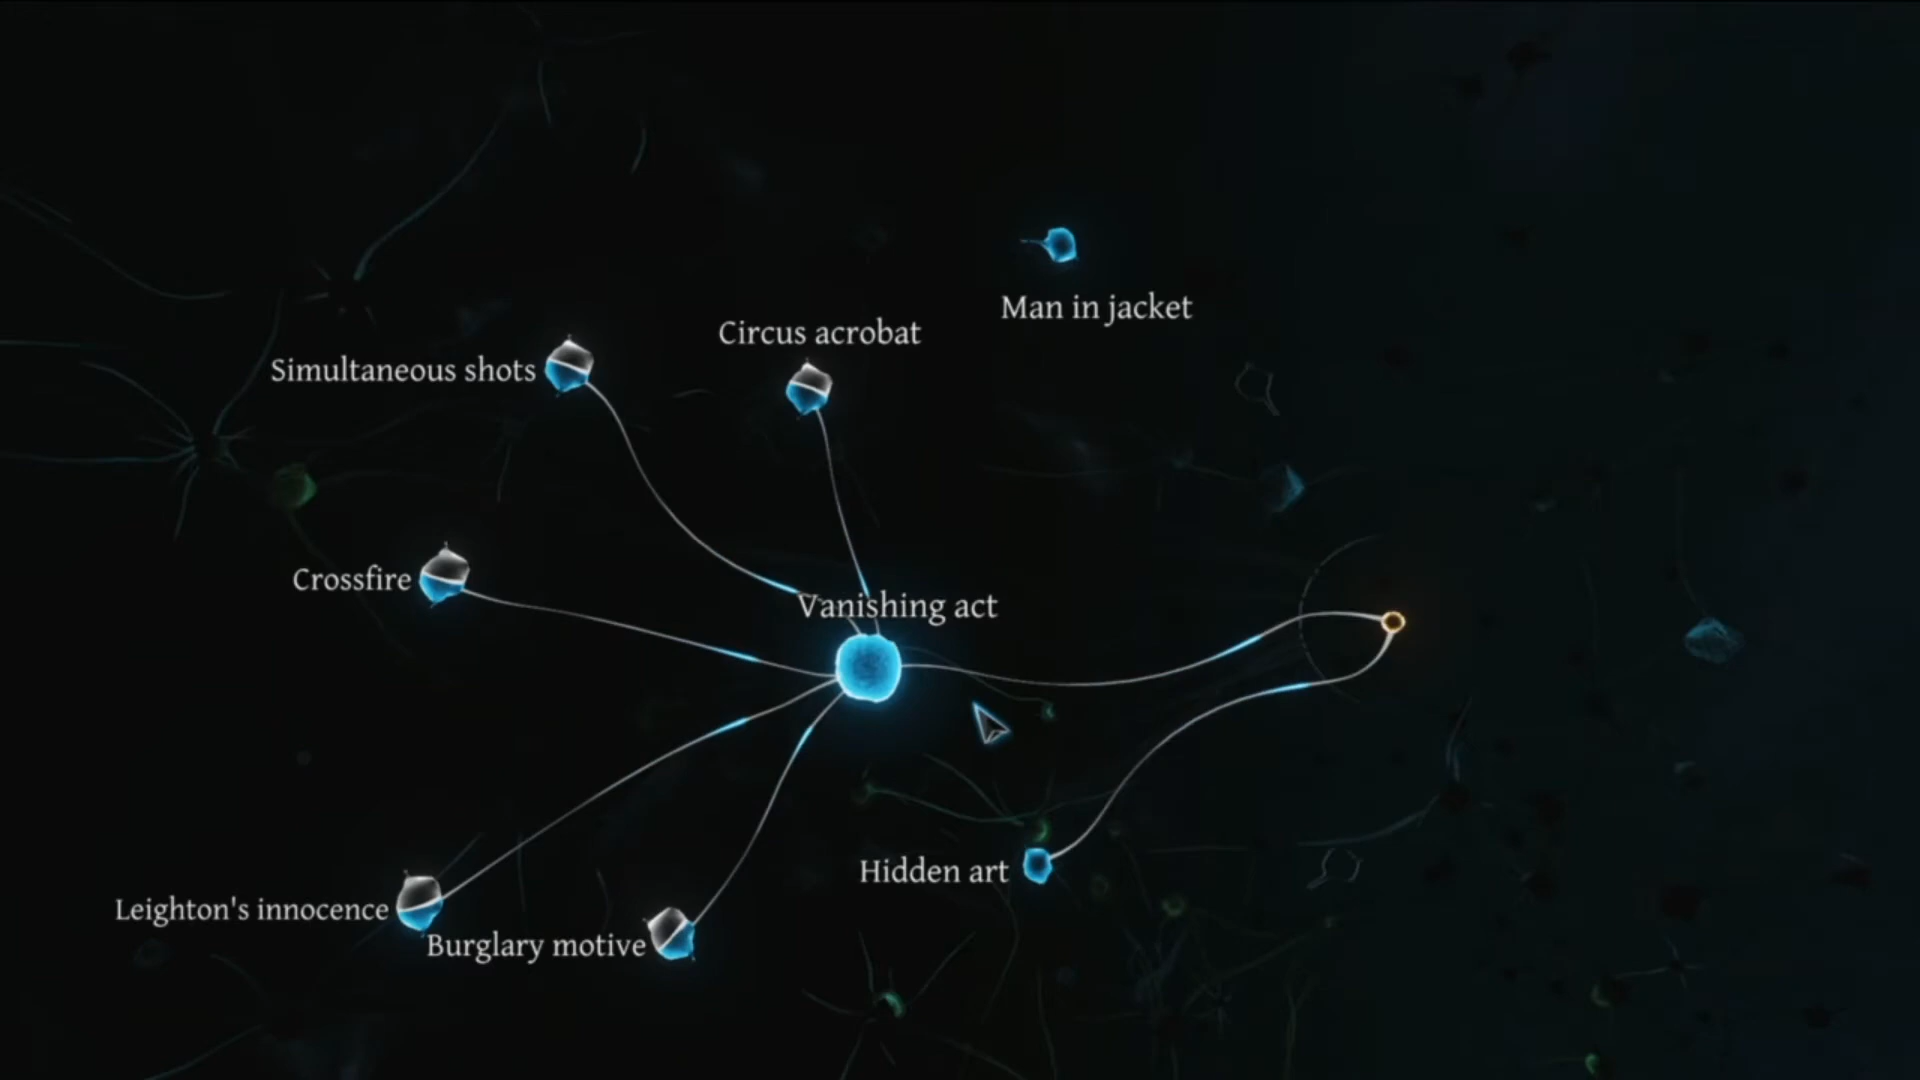 Man in jacket
Circus acrobat
Simultaneous shots
Crossfire
Vanishing act
Hidden art
Leighton's innocence
Burglary motive